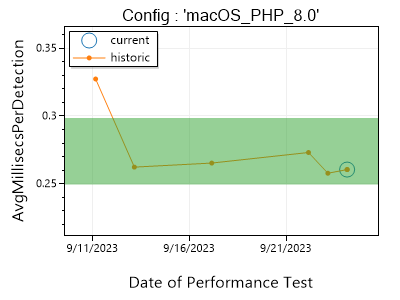 Config : 'macOS_PHP_8.0'
current
historic
AvgMillisecsPerDetection
0.35
0.3
0.25
9/11/2023
9/16/2023
9/21/2023
Date of Performance Test